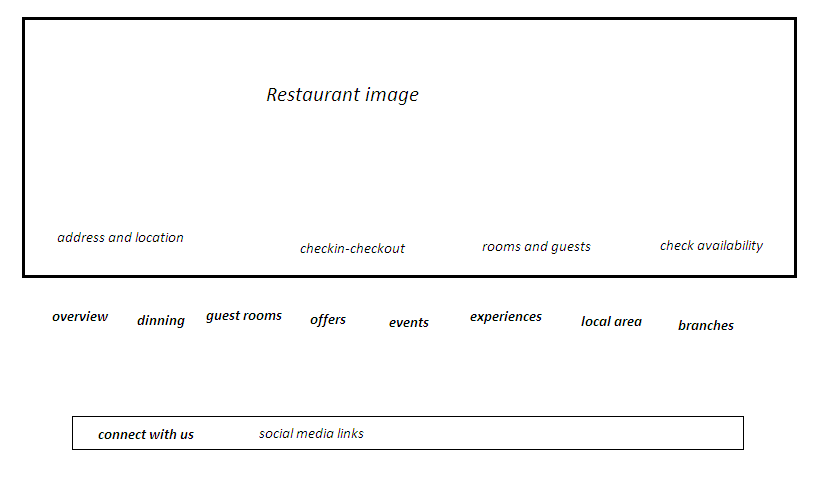 Restaurant image
address and location
checkin-checkout
rooms and guests
check availability
overview
dinning
guest rooms
offers
events
experiences
local area
branches
connect with us
social media links